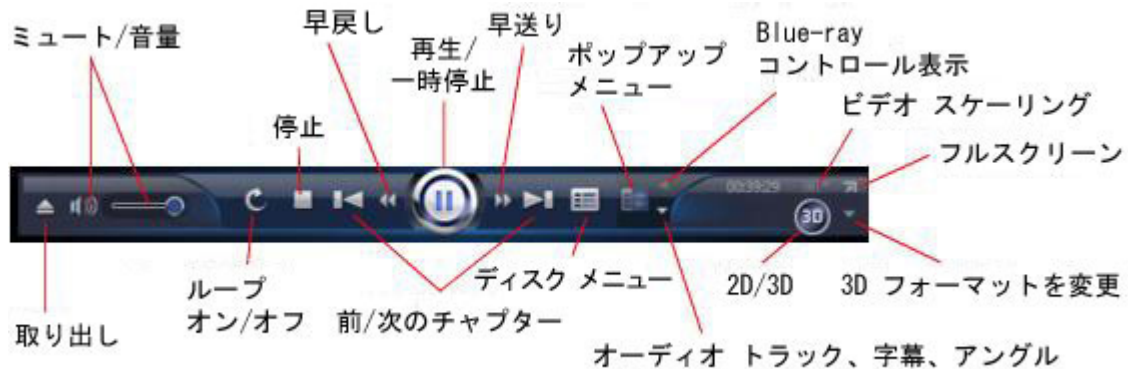 ミュート/音量
早戻し
再生/
一時停止
早送り
ポップアップ
メニュー
Blue-ray
コントロール表示
ビデオ スケーリング
フルスクリーン
停止
00:39:29
3D
取り出し
ループ
オン/オフ
前/次のチャプター
ディスク メニュー
2D/3D
3D フォーマットを変更
オーディオ トラック、字幕、アングル